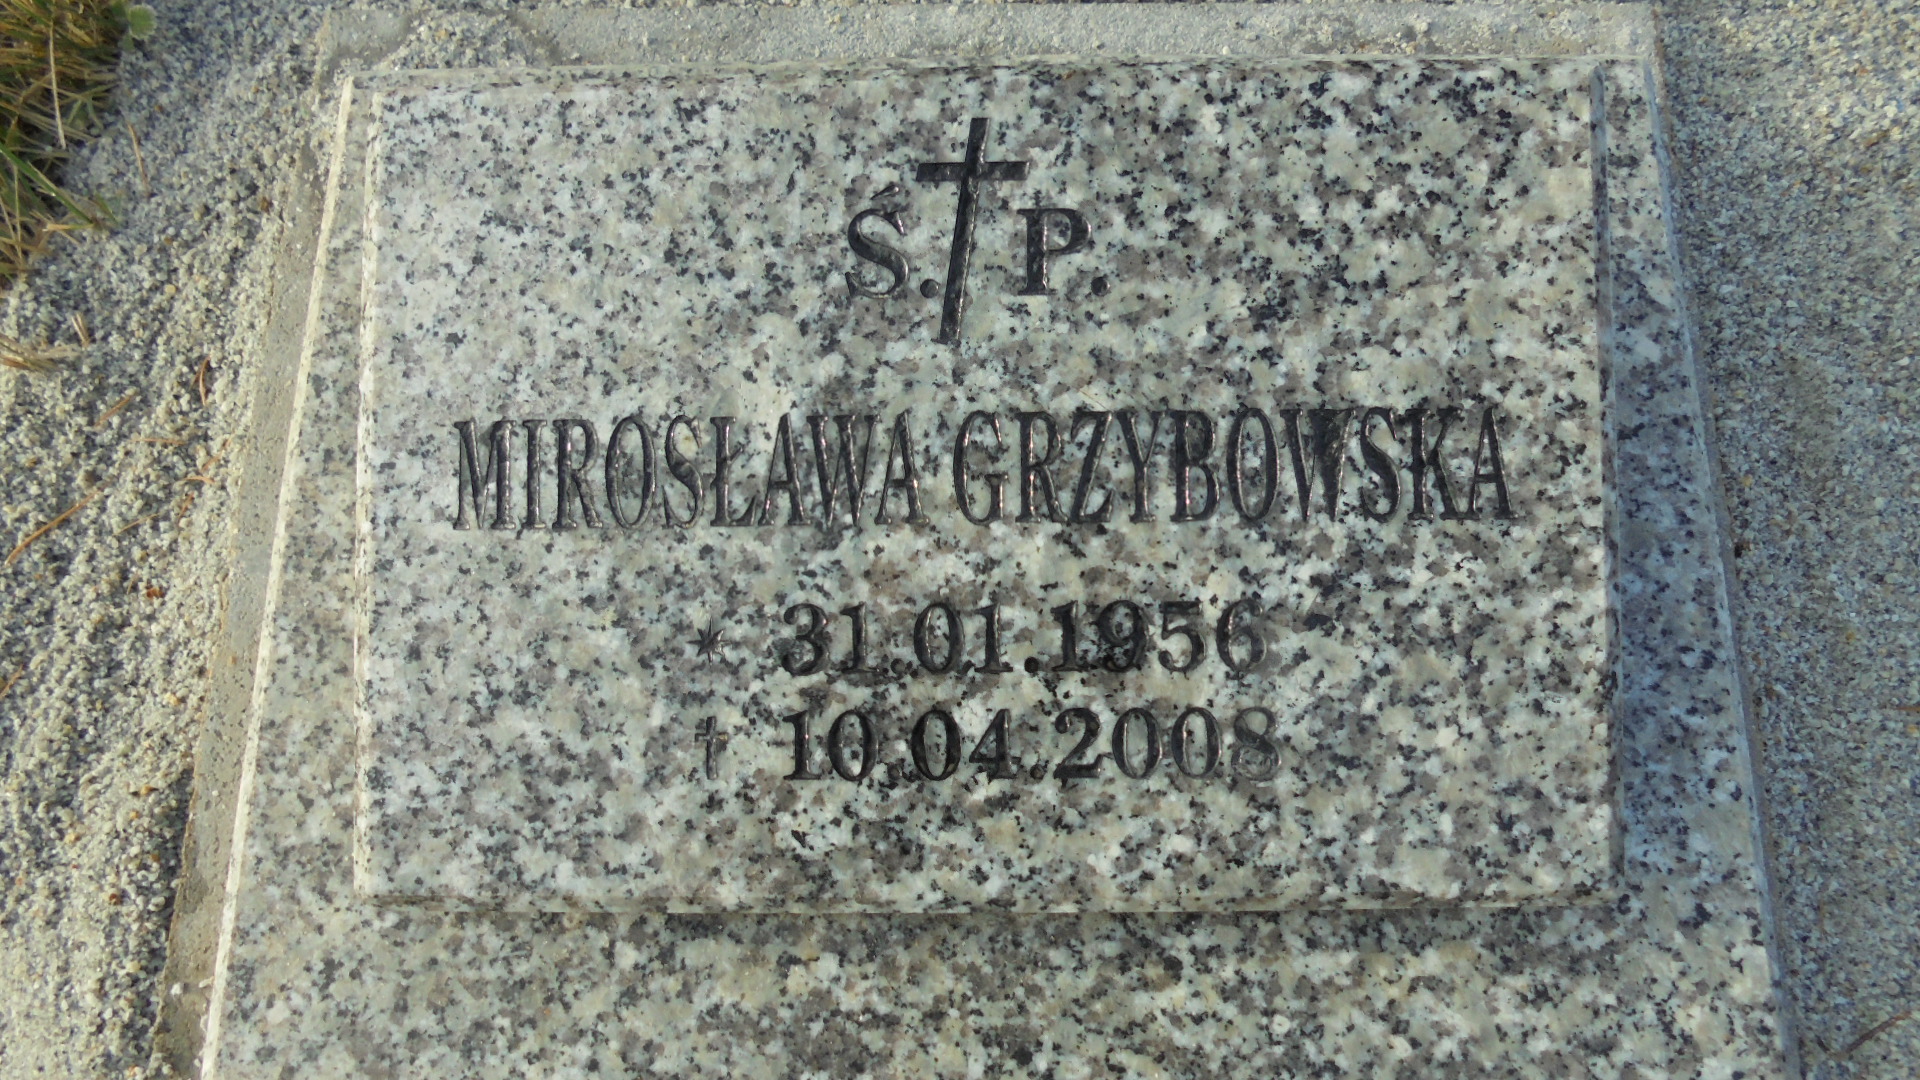 Ś.†P.
MIROSŁAWA GRZYBOWSKA
* 31.01.1956
† 10.04.2008